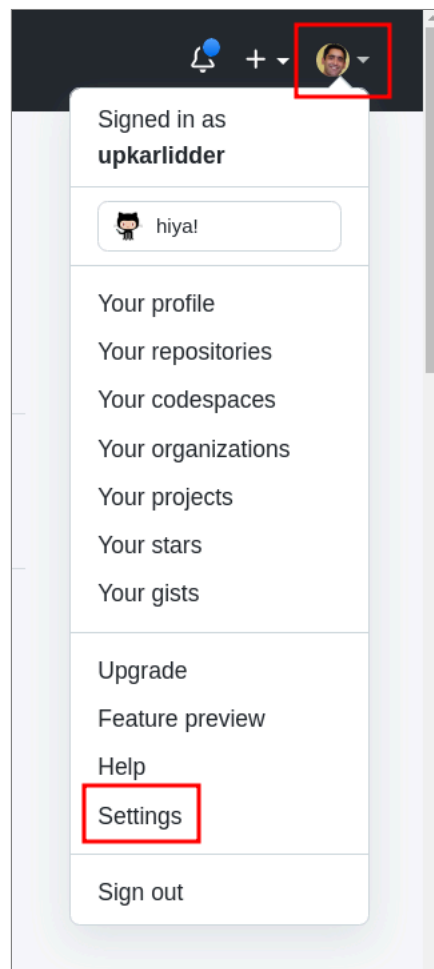 Signed in as
upkarlidder
hiya!
Your profile
Your repositories
Your codespaces
Your organizations
Your projects
Your stars
Your gists
Upgrade
Feature preview
Help
Settings
Sign out